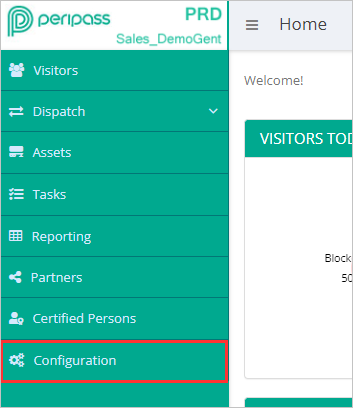 peripass
PRD
Sales_DemoGent
Home
Visitors
Dispatch
Assets
Tasks
Reporting
Partners
Certified Persons
Configuration
Welcome!
VISITORS TOD
Block
50